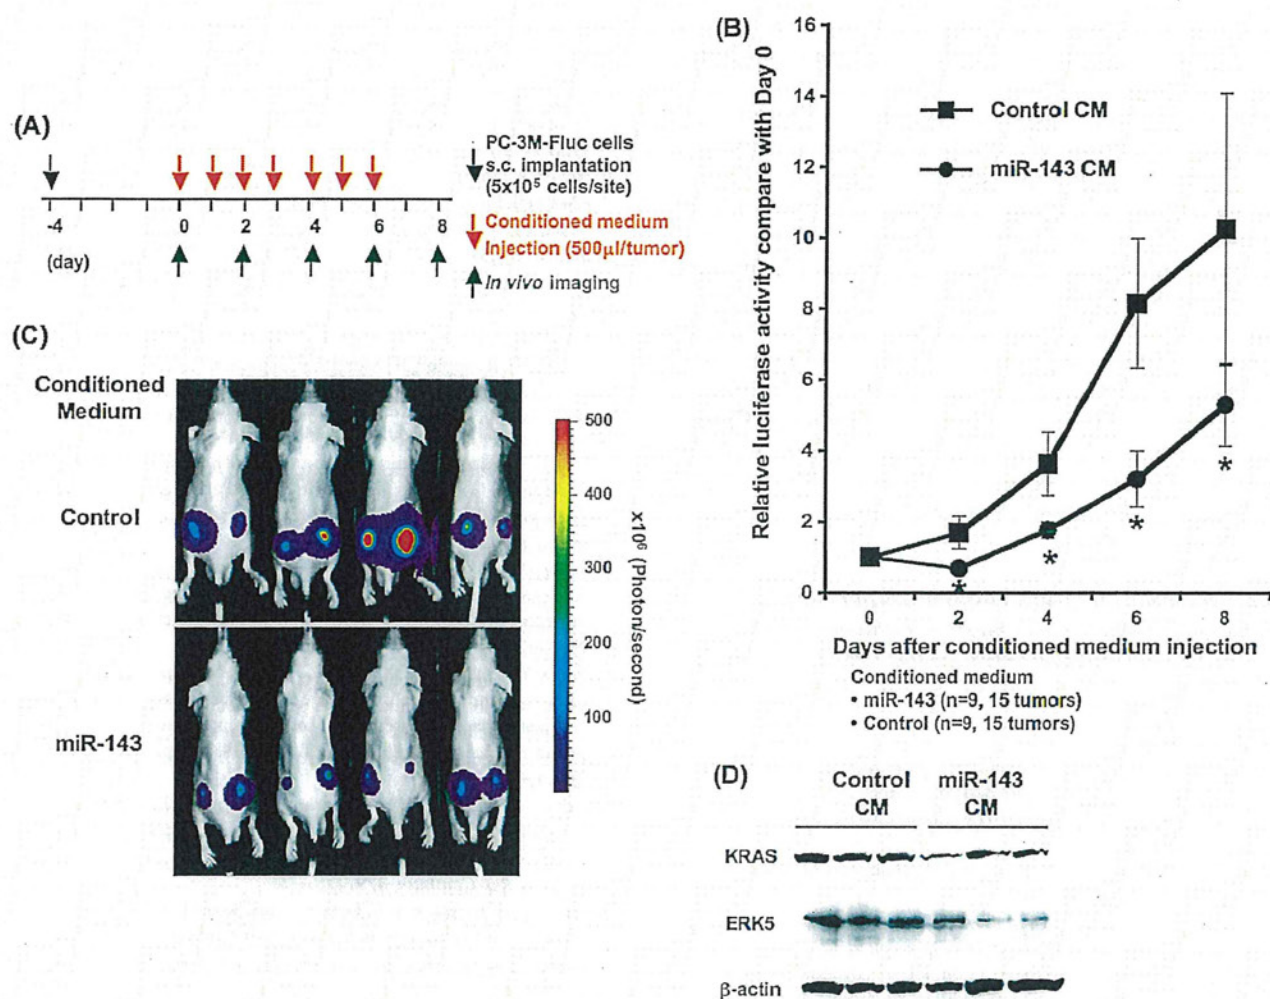 (A)
PC-3M-Fluc cells
s.c. implantation
(5x10⁵ cells/site)
-4 0 2 4 6 8
(day)
Conditioned medium
Injection (500µl/tumor)
In vivo imaging
(B)
Relative luciferase activity compare with Day 0
16
14
12
10
8
6
4
2
0
Control CM
miR-143 CM
*
*
*
*
0 2 4 6 8
Days after conditioned medium injection
Conditioned medium
• miR-143 (n=9, 15 tumors)
• Control (n=9, 15 tumors)
(C)
Conditioned
Medium
Control
miR-143
500
400
300
200
100
x10⁶ (Photon/second)
(D)
Control miR-143
CM CM
KRAS
ERK5
β-actin